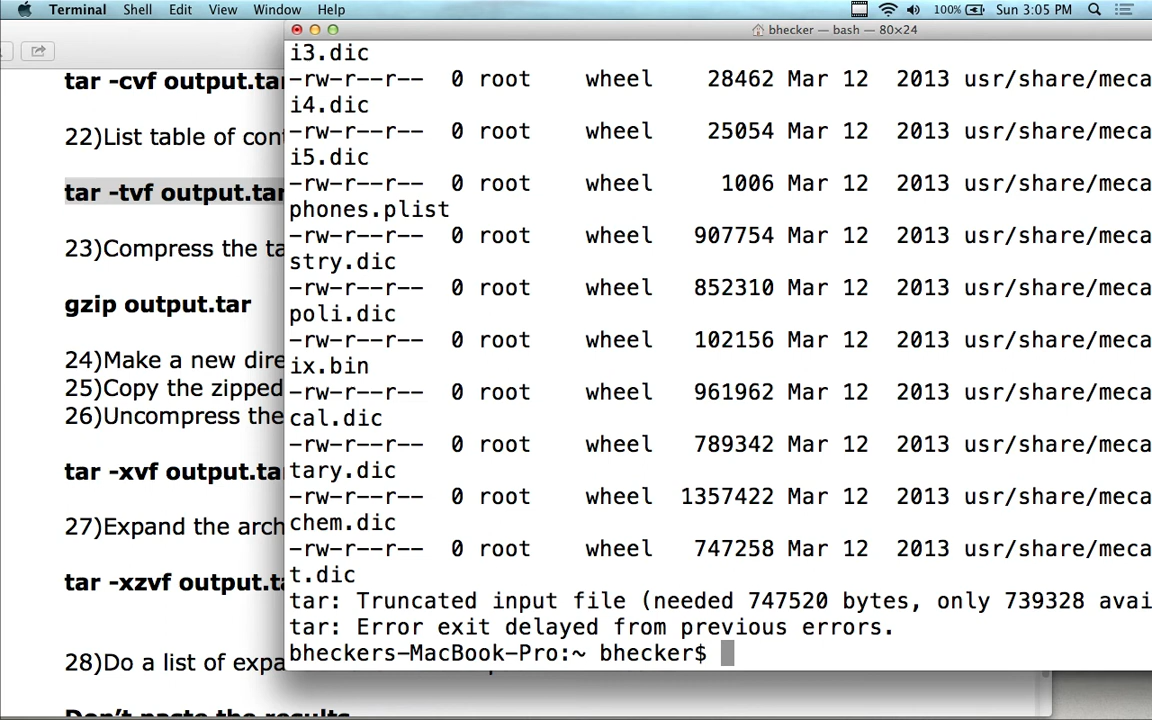 Terminal Shell Edit View Window Help 100% Sun 3:05 PM
bhecker — bash — 80×24
tar -cvf output.tar
22)List table of cont
tar -tvf output.tar
23)Compress the ta
gzip output.tar
24)Make a new dire
25)Copy the zipped
26)Uncompress the
tar -xvf output.ta
27)Expand the arch
tar -xzvf output.ta
28)Do a list of expa
Don't paste the results
i3.dic
-rw-r--r-- 0 root wheel 28462 Mar 12 2013 usr/share/meca
i4.dic
-rw-r--r-- 0 root wheel 25054 Mar 12 2013 usr/share/meca
i5.dic
-rw-r--r-- 0 root wheel 1006 Mar 12 2013 usr/share/meca
phones.plist
-rw-r--r-- 0 root wheel 907754 Mar 12 2013 usr/share/meca
stry.dic
-rw-r--r-- 0 root wheel 852310 Mar 12 2013 usr/share/meca
poli.dic
-rw-r--r-- 0 root wheel 102156 Mar 12 2013 usr/share/meca
ix.bin
-rw-r--r-- 0 root wheel 961962 Mar 12 2013 usr/share/meca
cal.dic
-rw-r--r-- 0 root wheel 789342 Mar 12 2013 usr/share/meca
tary.dic
-rw-r--r-- 0 root wheel 1357422 Mar 12 2013 usr/share/meca
chem.dic
-rw-r--r-- 0 root wheel 747258 Mar 12 2013 usr/share/meca
t.dic
tar: Truncated input file (needed 747520 bytes, only 739328 avai
tar: Error exit delayed from previous errors.
bheckers-MacBook-Pro:~ bhecker$